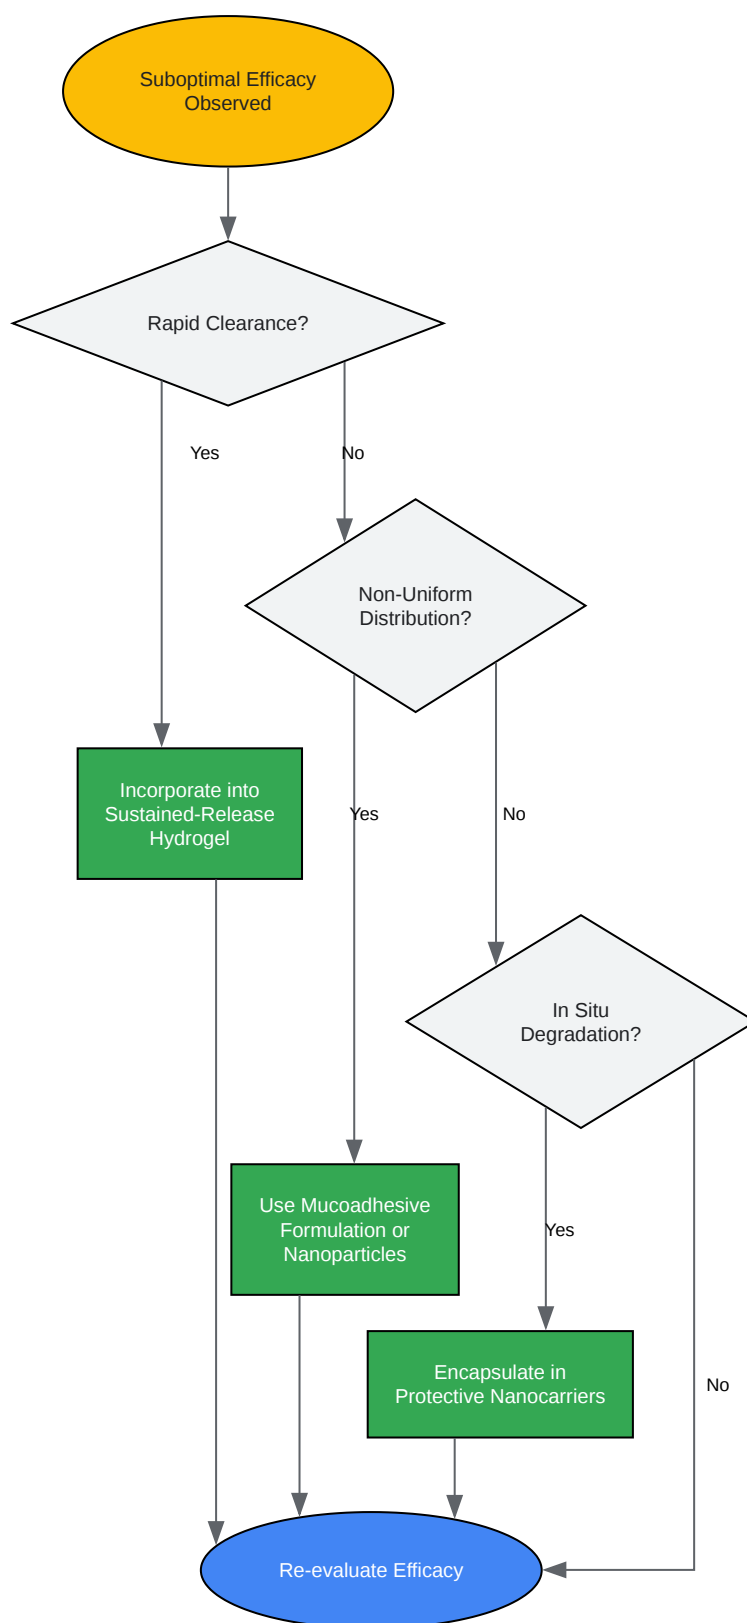 Suboptimal Efficacy
Observed
Rapid Clearance?
Yes
No
Non-Uniform
Distribution?
Incorporate into
Sustained-Release
Hydrogel
Yes
No
In Situ
Degradation?
Use Mucoadhesive
Formulation or
Nanoparticles
Yes
Encapsulate in
Protective Nanocarriers
No
Re-evaluate Efficacy